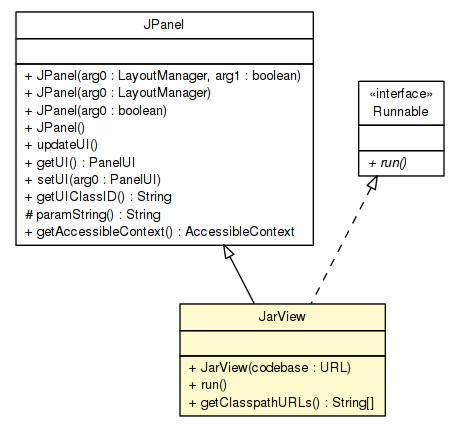 JPanel
+ JPanel(arg0 : LayoutManager, arg1 : boolean)
+ JPanel(arg0 : LayoutManager)
+ JPanel(arg0 : boolean)
+ JPanel()
+ updateUI()
+ getUI() : PanelUI
+ setUI(arg0 : PanelUI)
+ getUIClassID() : String
# paramString() : String
+ getAccessibleContext() : AccessibleContext
«interface»
Runnable
+ run()
JarView
+ JarView(codebase : URL)
+ run()
+ getClasspathURLs() : String[]